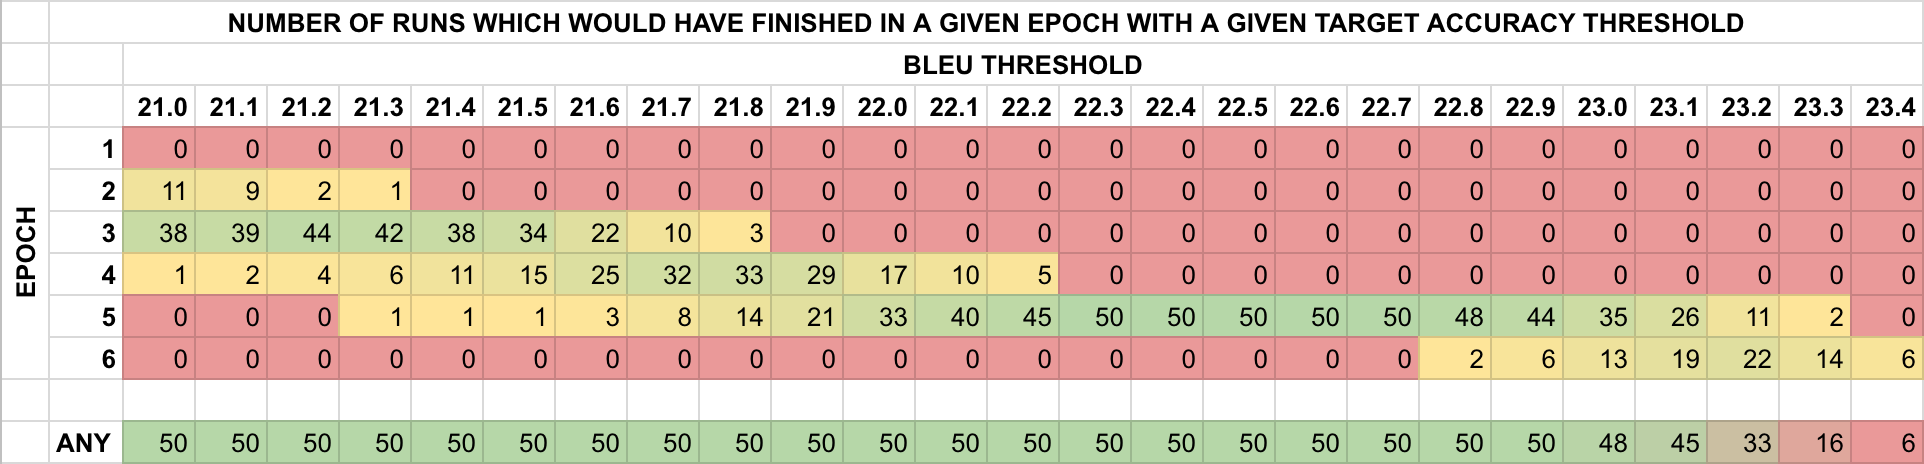 NUMBER OF RUNS WHICH WOULD HAVE FINISHED IN A GIVEN EPOCH WITH A GIVEN TARGET ACCURACY THRESHOLD
BLEU THRESHOLD
21.0 21.1 21.2 21.3 21.4 21.5 21.6 21.7 21.8 21.9 22.0 22.1 22.2 22.3 22.4 22.5 22.6 22.7 22.8 22.9 23.0 23.1 23.2 23.3 23.4
EPOCH
1 0 0 0 0 0 0 0 0 0 0 0 0 0 0 0 0 0 0 0 0 0 0 0 0 0
2 11 9 2 1 0 0 0 0 0 0 0 0 0 0 0 0 0 0 0 0 0 0 0 0 0
3 38 39 44 42 38 34 22 10 3 0 0 0 0 0 0 0 0 0 0 0 0 0 0 0 0
4 1 2 4 6 11 15 25 32 33 29 17 10 5 0 0 0 0 0 0 0 0 0 0 0 0
5 0 0 0 1 1 1 3 8 14 21 33 40 45 50 50 50 50 50 48 44 35 26 11 2 0
6 0 0 0 0 0 0 0 0 0 0 0 0 0 0 0 0 0 0 2 6 13 19 22 14 6
ANY 50 50 50 50 50 50 50 50 50 50 50 50 50 50 50 50 50 50 50 50 48 45 33 16 6